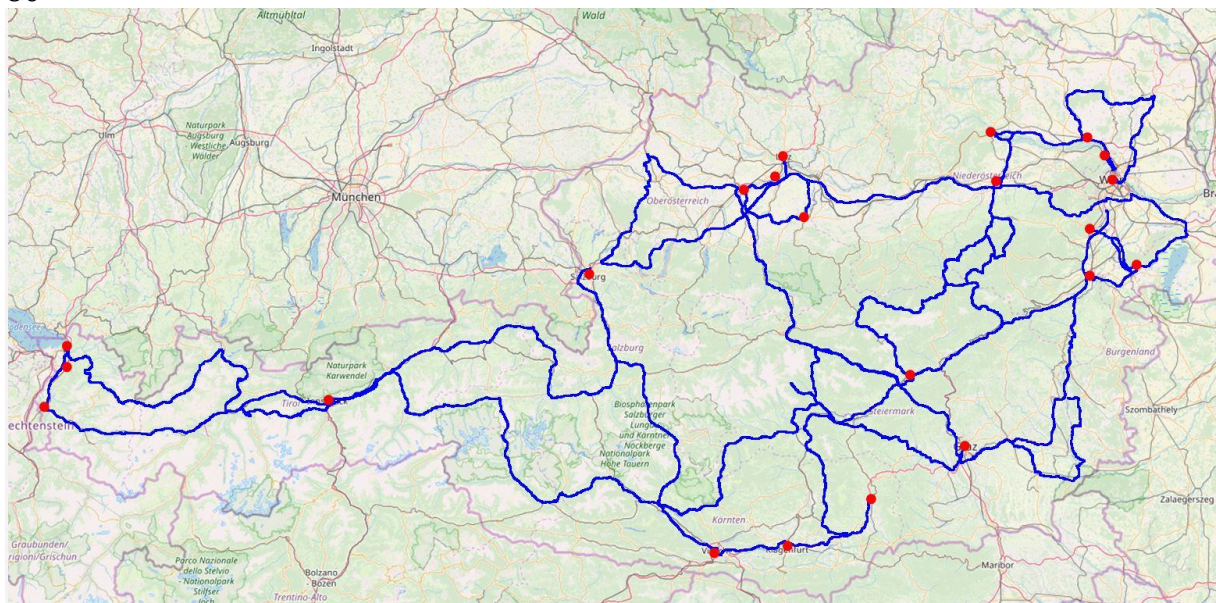 Altmühltal
Wald
Ingolstadt
Ulm
Naturpark
Augsburg
- Westliche
Wälder
Augsburg
München
Niederösterreich
Oberösterreich
Salzburg
Bodensee
Salzburg
Naturpark
Karwendel
Burgenland
Tirol
Steiermark
Biosphärenpark
Salzburger
Lungau
und Kärntner
Nockberge
Nationalpark
Hohe Tauern
Szombathely
Graz
Zalaegerszeg
Kärnten
Klagenfurt
Graubünden/
Grigioni/Grischun
Parco Nazionale
dello Stelvio
- Nationalpark
Stilfser
Joch
Bolzano
- Bozen
Trentino-Alto
Maribor